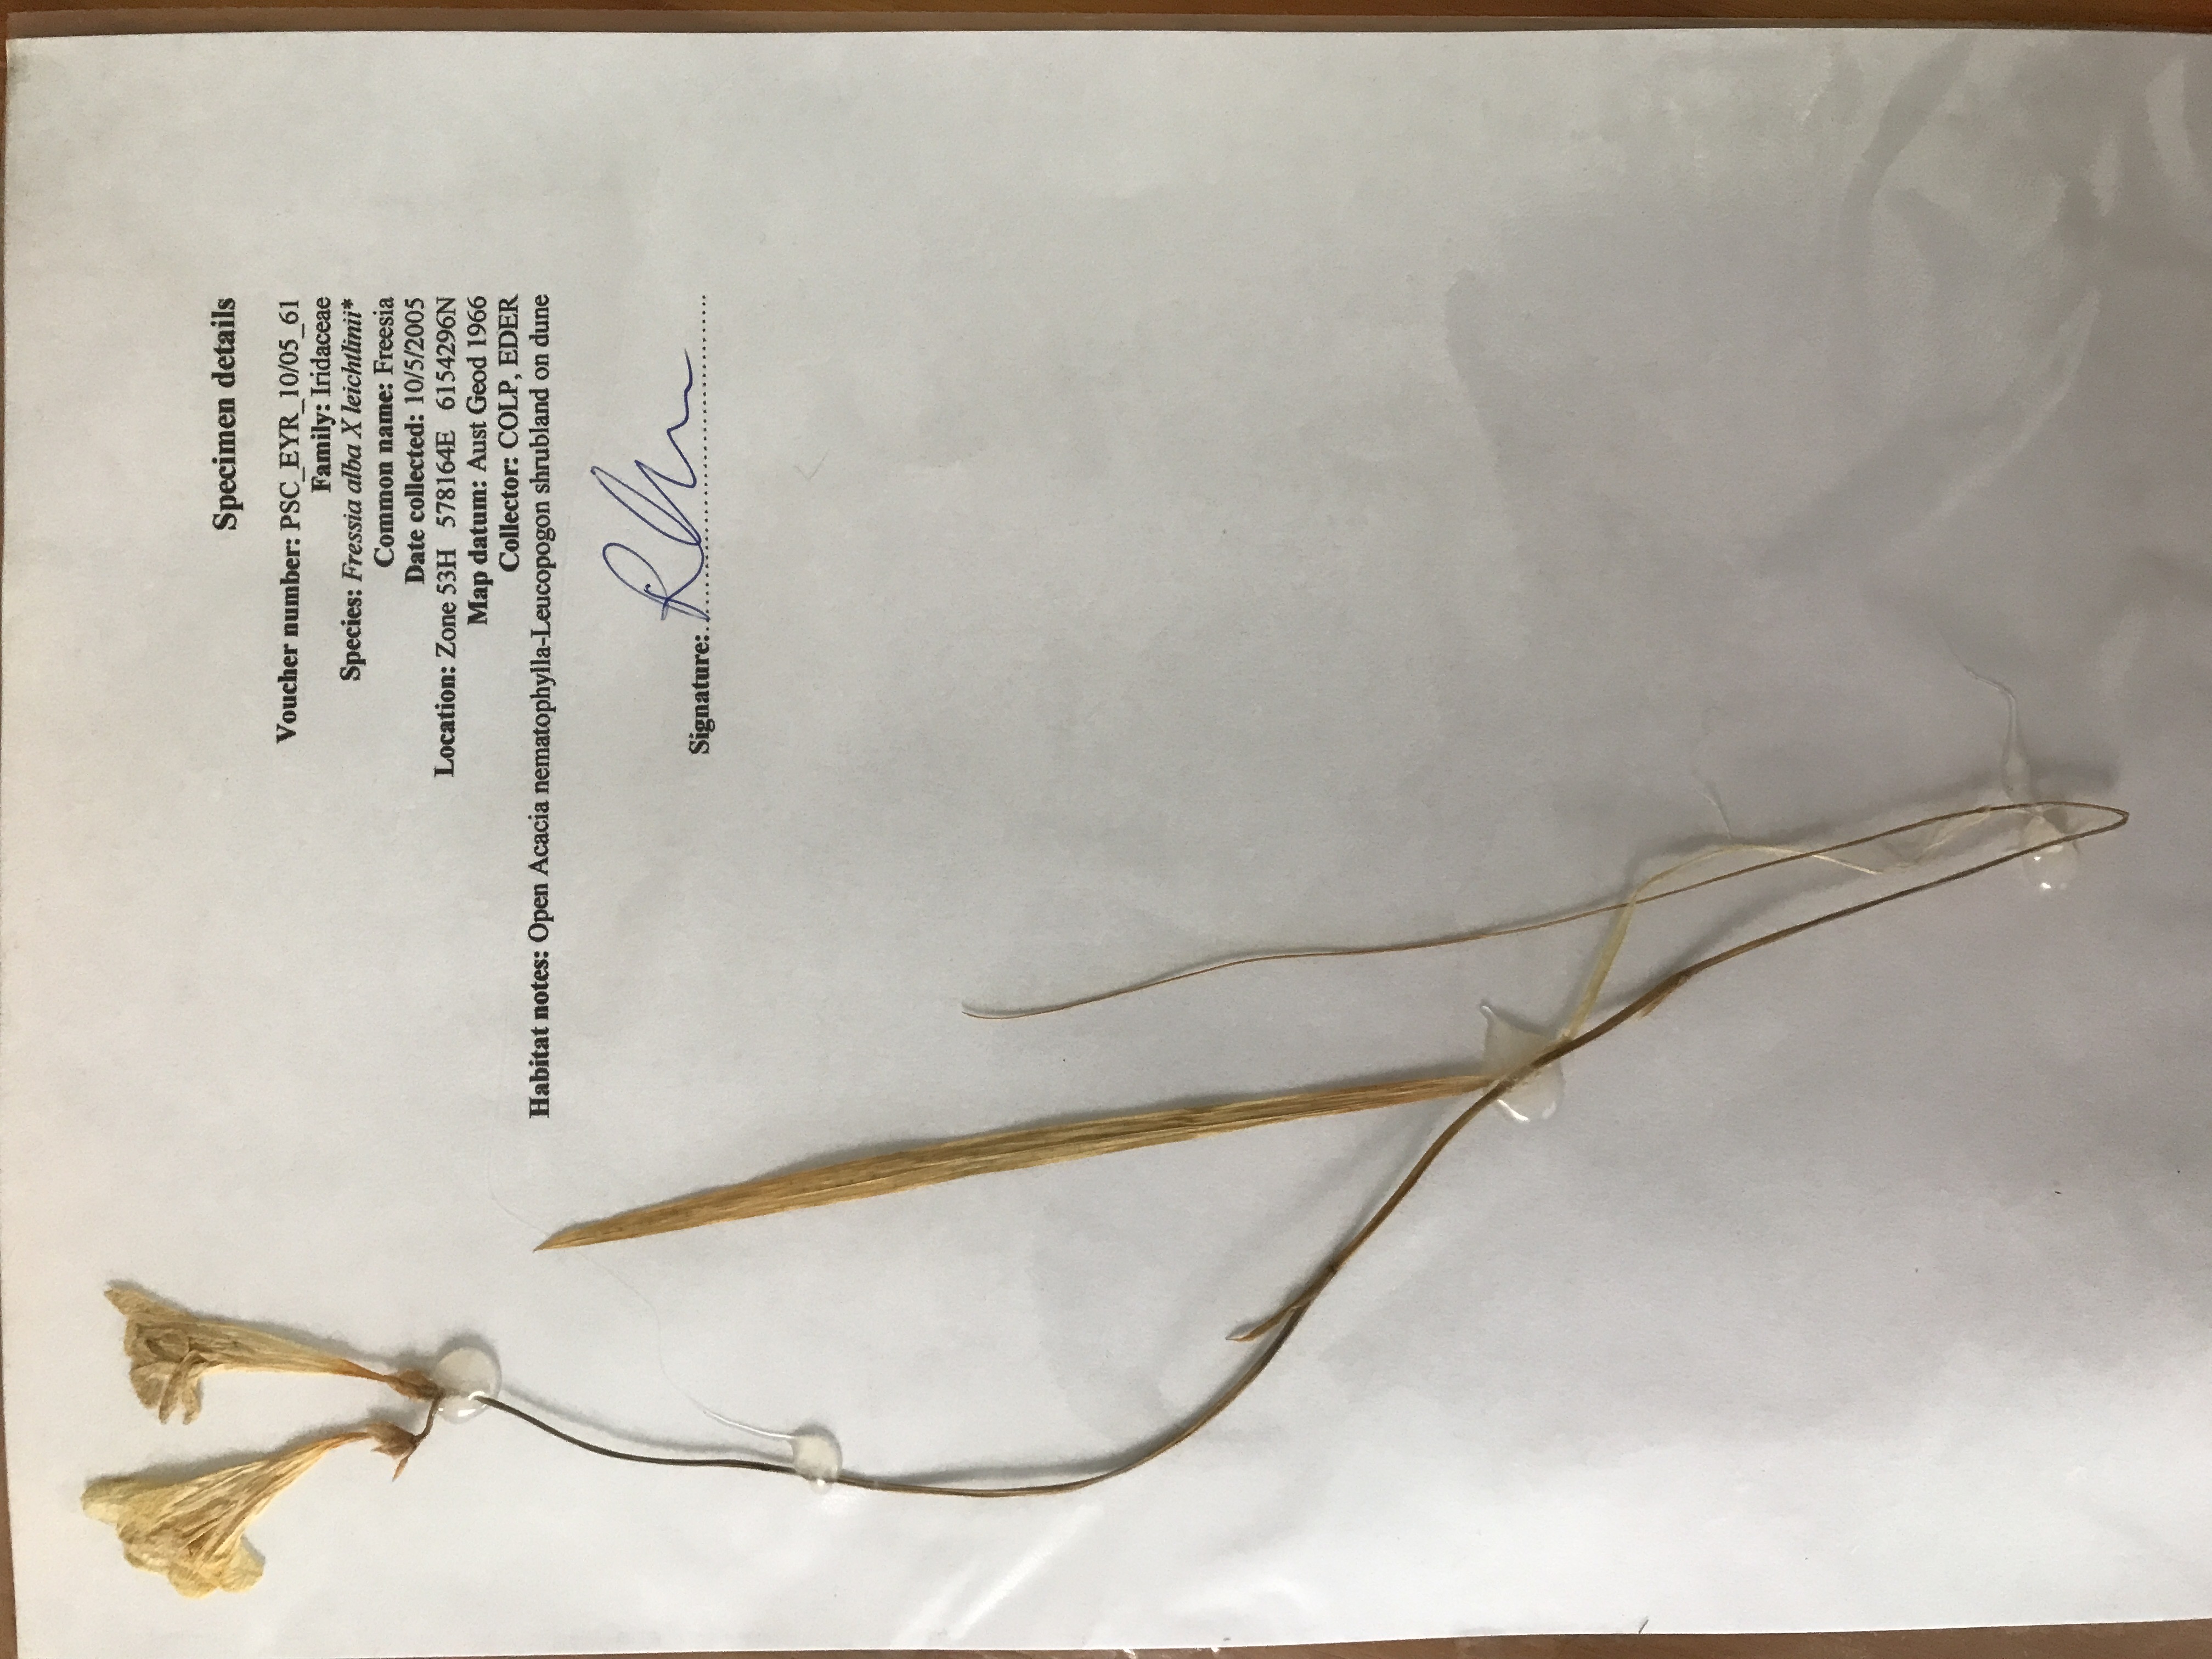 Specimen details
Voucher number: PSC_EYR_10/05_61
Family: Iridaceae
Species: Fressia alba X leichtlinii*
Common name: Freesia
Date collected: 10/5/2005
Location: Zone 53H 578164E 6154296N
Map datum: Aust Geod 1966
Collector: COLP, EDER
Habitat notes: Open Acacia nematophylla-Leucopogon shrubland on dune
Signature: